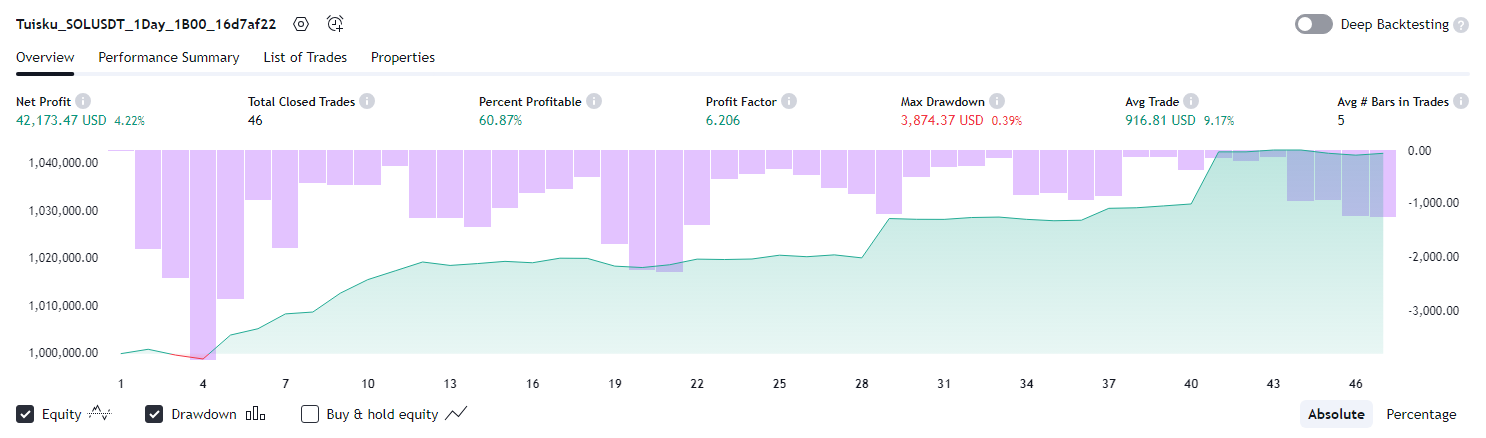 Tuisku_SOLUSDT_1Day_1B00_16d7af22 Deep Backtesting ?
Overview Performance Summary List of Trades Properties
Net Profit Total Closed Trades Percent Profitable Profit Factor Max Drawdown Avg Trade Avg # Bars in Trades
42,173.47 USD 4.22% 46 60.87% 6.206 3,874.37 USD 0.39% 916.81 USD 9.17% 5
1,040,000.00 0.00
1,030,000.00 -1,000.00
1,020,000.00 -2,000.00
1,010,000.00 -3,000.00
1,000,000.00
1 4 7 10 13 16 19 22 25 28 31 34 37 40 43 46
Equity Drawdown Buy & hold equity Absolute Percentage